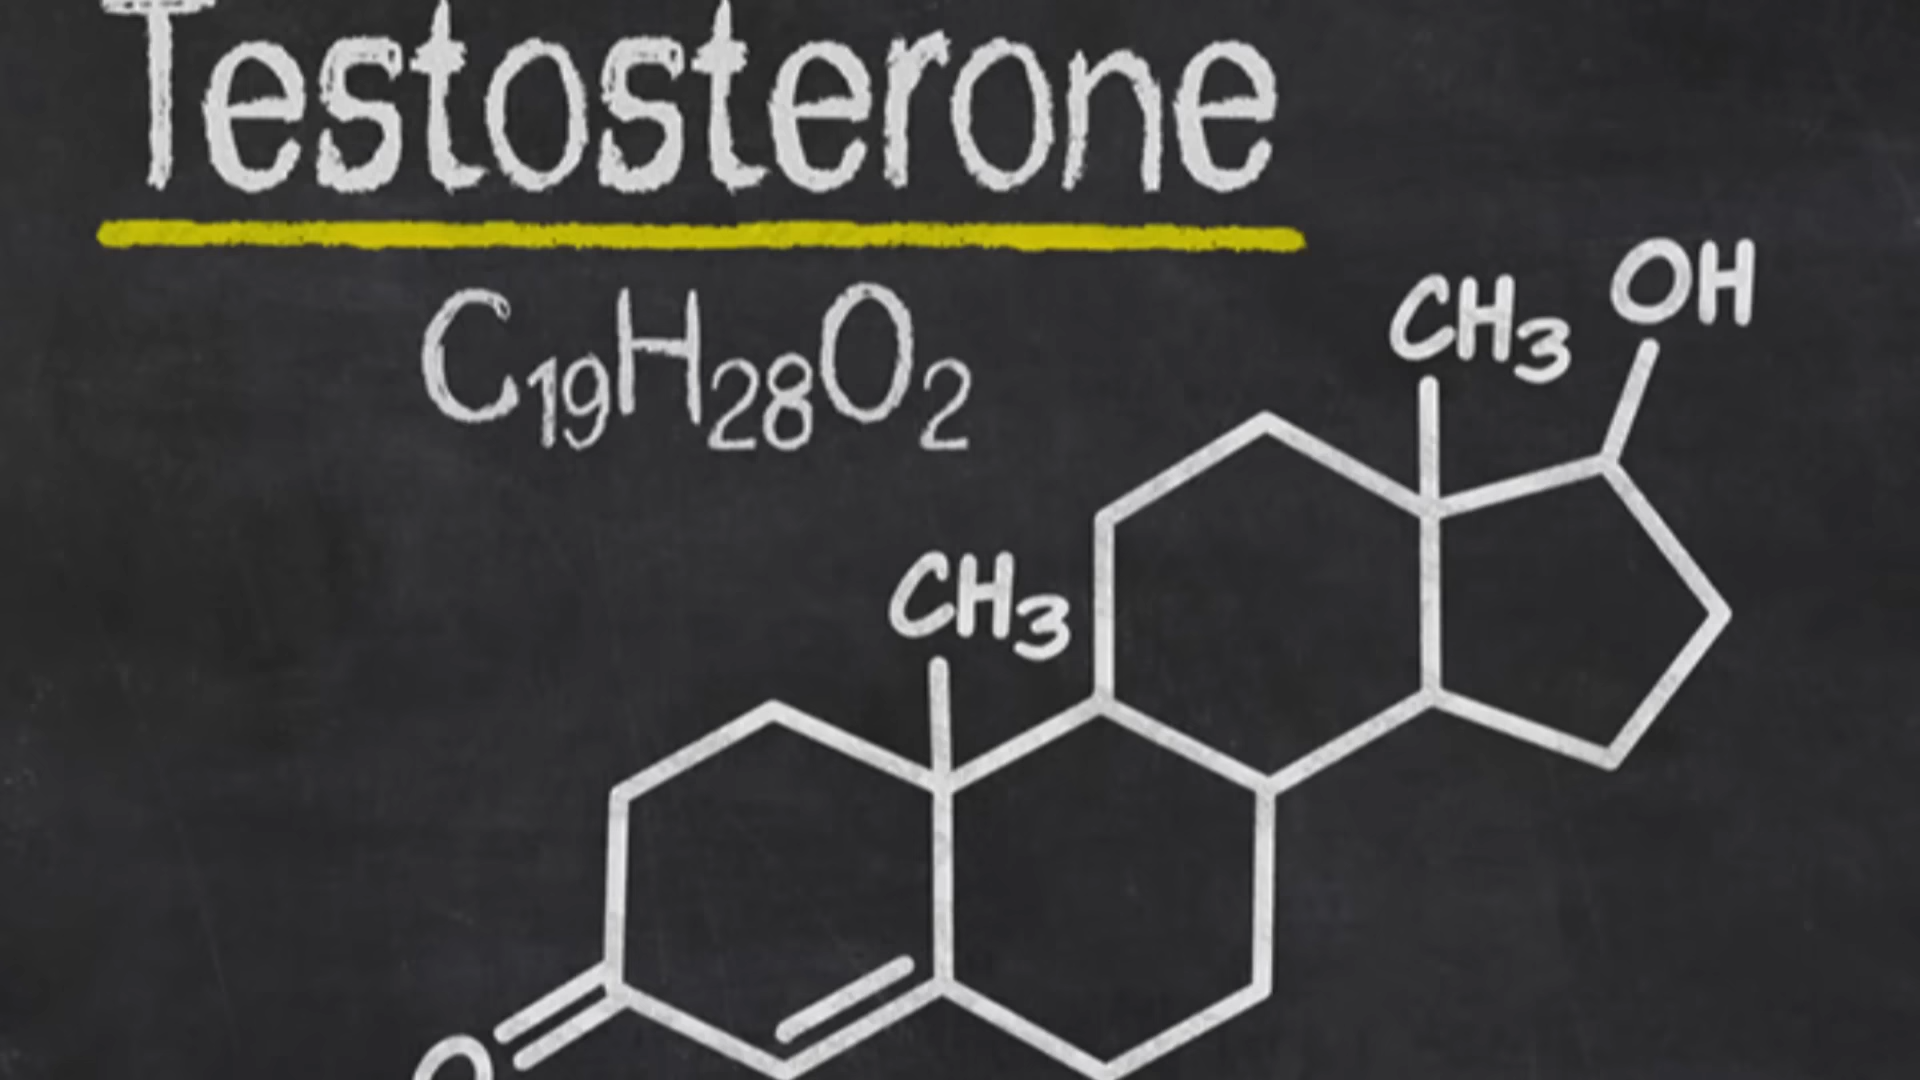 Testosterone
C₁₉H₂₈O₂
OH
CH₃
CH₃
O